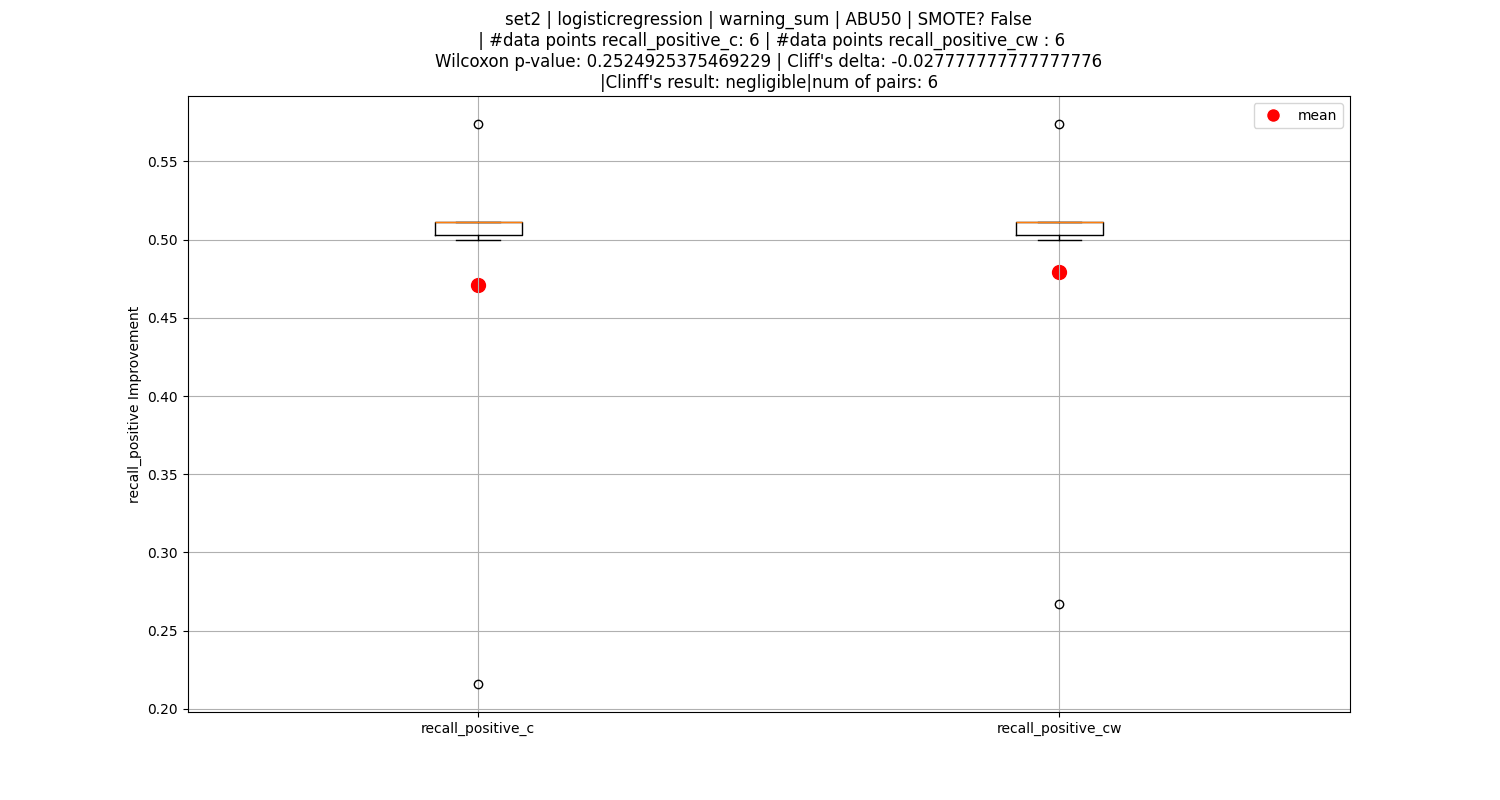 set2 | logisticregression | warning_sum | ABU50 | SMOTE? False
| #data points recall_positive_c: 6 | #data points recall_positive_cw : 6
Wilcoxon p-value: 0.2524925375469229 | Cliff's delta: -0.027777777777777776
|Clinff's result: negligible|num of pairs: 6
mean
recall_positive Improvement
0.55
0.50
0.45
0.40
0.35
0.30
0.25
0.20
recall_positive_c
recall_positive_cw